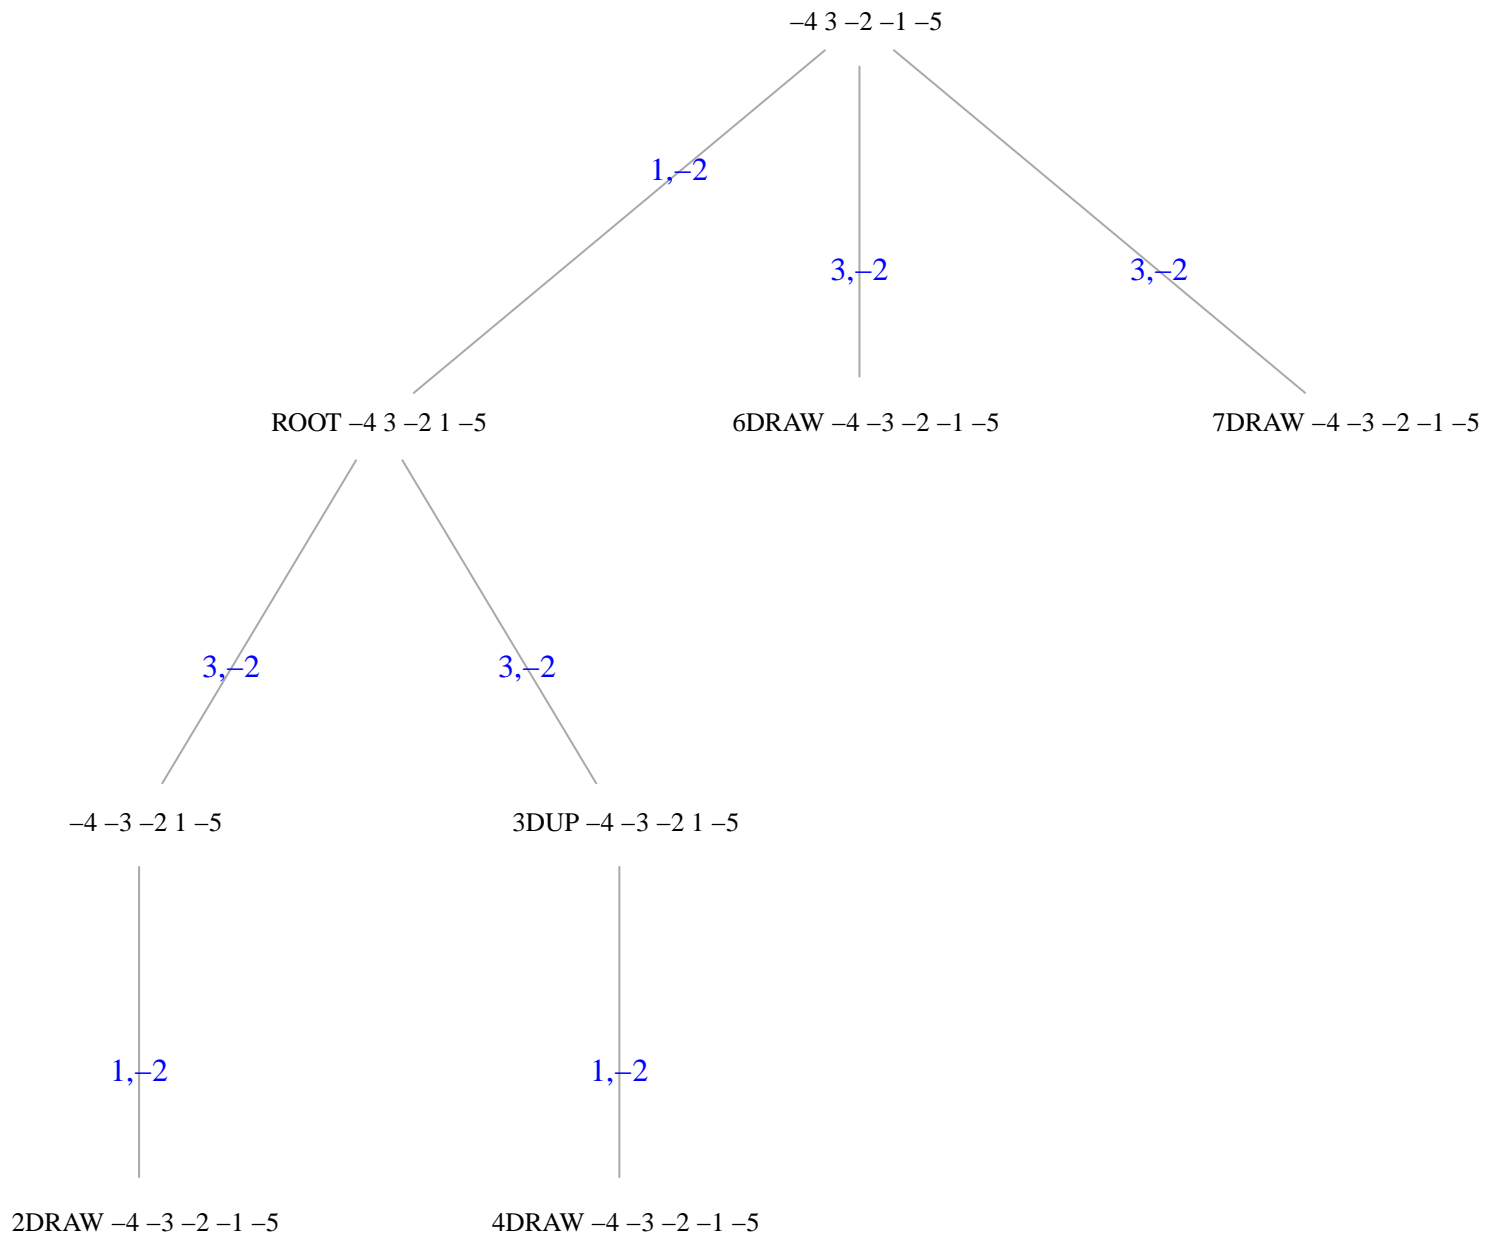 –4 3 –2 –1 –5
1,–2
3,–2
3,–2
ROOT –4 3 –2 1 –5
6DRAW –4 –3 –2 –1 –5
7DRAW –4 –3 –2 –1 –5
3,–2
3,–2
–4 –3 –2 1 –5
3DUP –4 –3 –2 1 –5
1,–2
1,–2
2DRAW –4 –3 –2 –1 –5
4DRAW –4 –3 –2 –1 –5